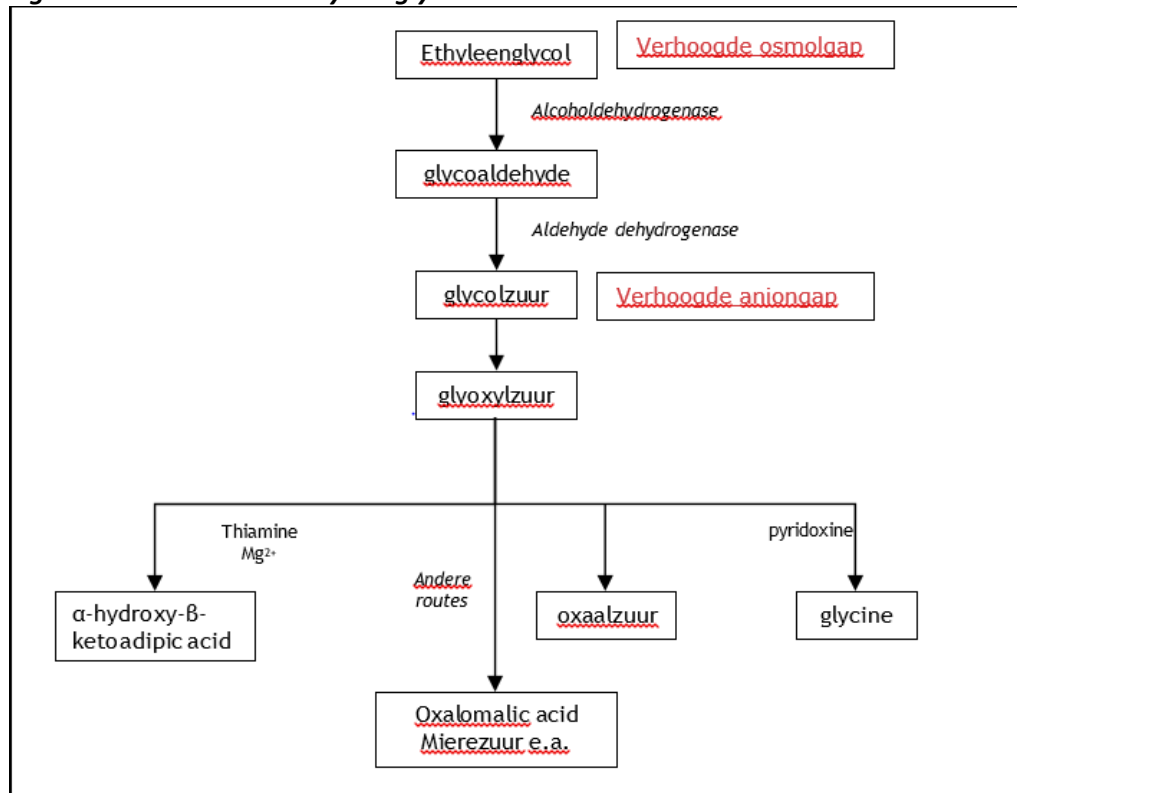 Ethyleenglycol
Verhoogde osmolgap
Alcoholdehydrogenase
glycoaldehyde
Aldehyde dehydrogenase
glycolzuur
Verhoogde aniongap
glyoxylzuur
Thiamine
Mg2+
pyridoxine
Andere
routes
α-hydroxy-ß-
ketoadipic acid
oxaalzuur
glycine
Oxalomalic acid
Mierezuur e.a.